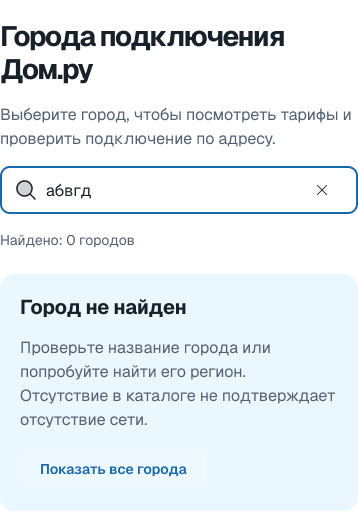 Города подключения
Дом.ру
Выберите город, чтобы посмотреть тарифы и
проверить подключение по адресу.
абвгд
Найдено: 0 городов
Город не найден
Проверьте название города или
попробуйте найти его регион.
Отсутствие в каталоге не подтверждает
отсутствие сети.
Показать все города